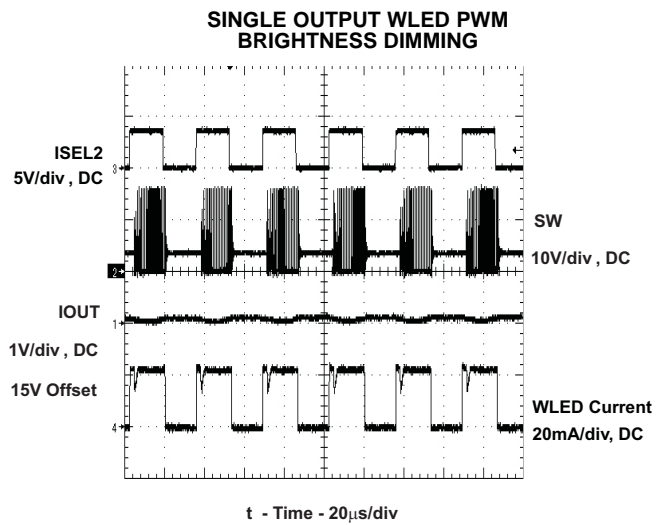 SINGLE OUTPUT WLED PWM
BRIGHTNESS DIMMING
ISEL2
5V/div , DC
3
SW
10V/div , DC
2
IOUT
1V/div , DC
15V Offset
1
WLED Current
20mA/div, DC
4
t - Time - 20μs/div